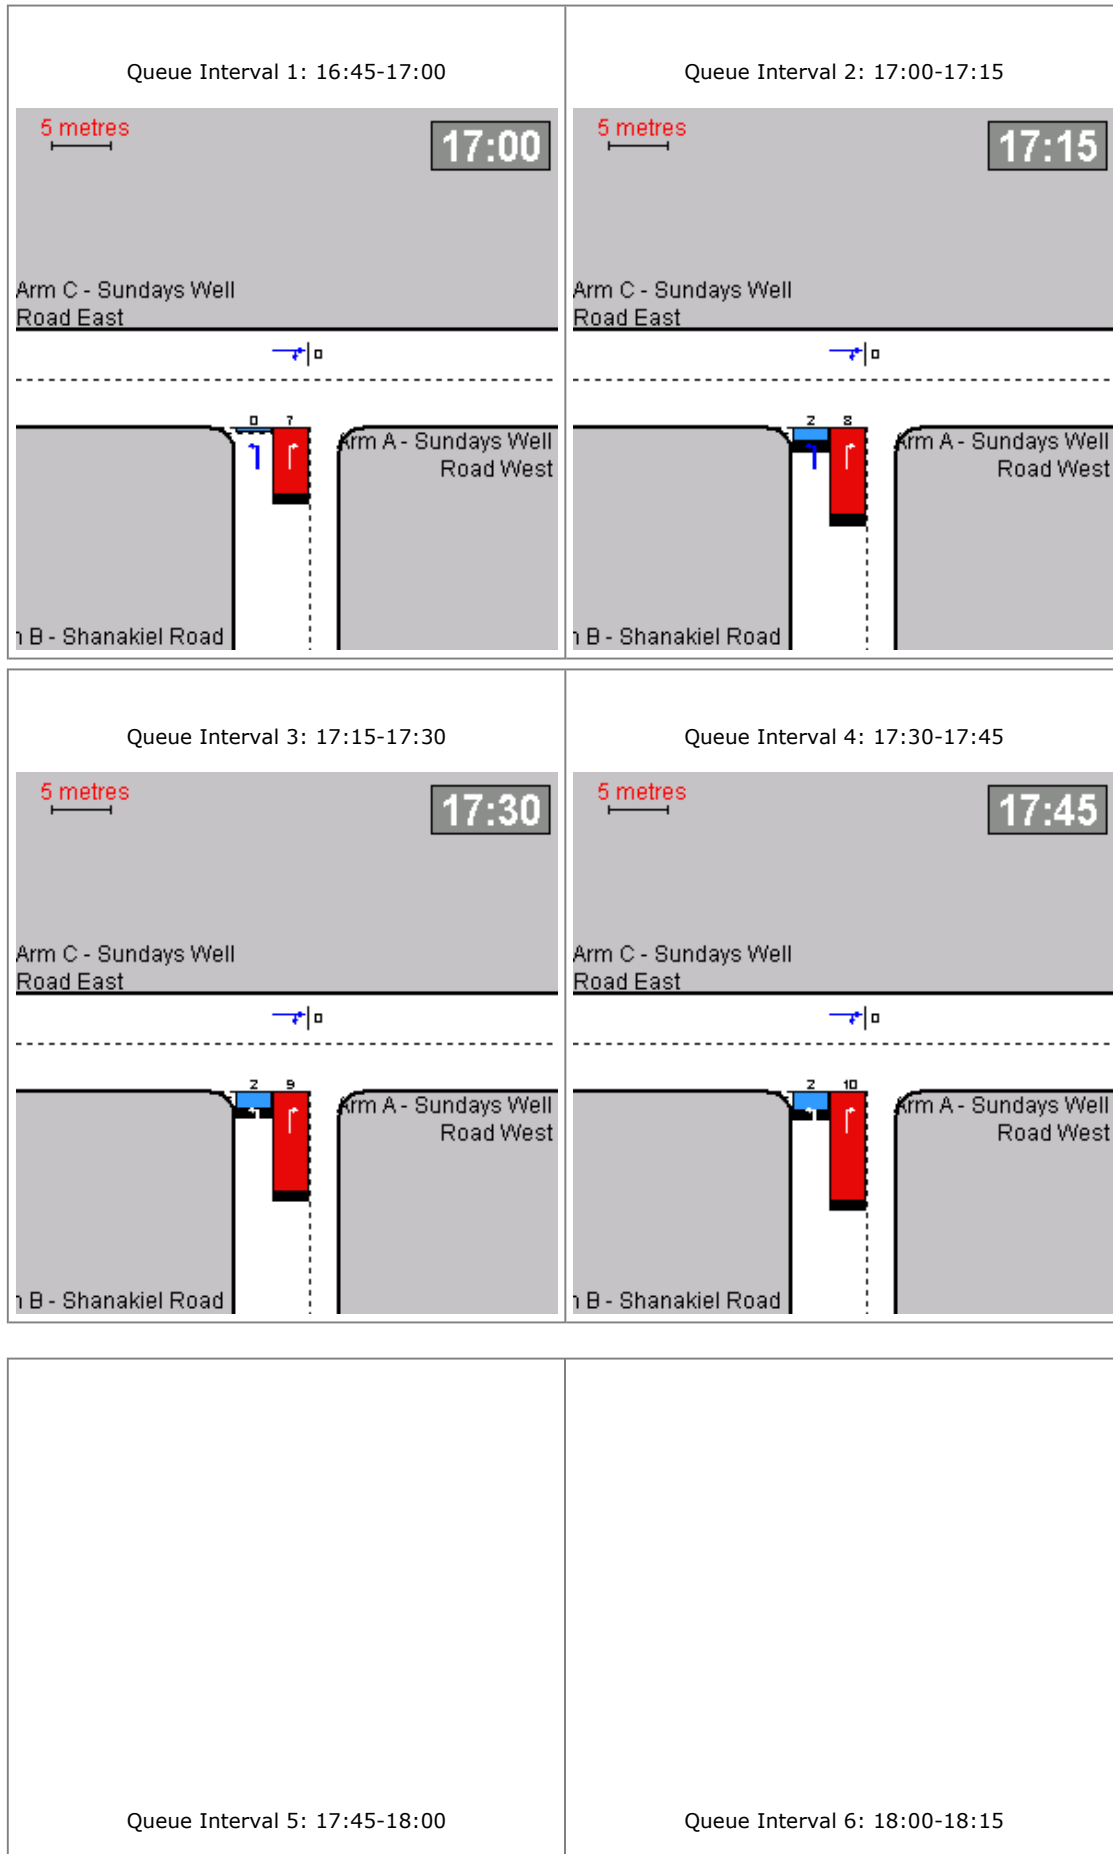 Queue Interval 1: 16:45-17:00
Queue Interval 2: 17:00-17:15
5 metres
17:00
Arm C - Sundays Well
Road East
0
0 7
Arm A - Sundays Well
Road West
n B - Shanakiel Road
5 metres
17:15
Arm C - Sundays Well
Road East
0
2 8
Arm A - Sundays Well
Road West
n B - Shanakiel Road
Queue Interval 3: 17:15-17:30
Queue Interval 4: 17:30-17:45
5 metres
17:30
Arm C - Sundays Well
Road East
0
2 9
Arm A - Sundays Well
Road West
n B - Shanakiel Road
5 metres
17:45
Arm C - Sundays Well
Road East
0
2 10
Arm A - Sundays Well
Road West
n B - Shanakiel Road
Queue Interval 5: 17:45-18:00
Queue Interval 6: 18:00-18:15